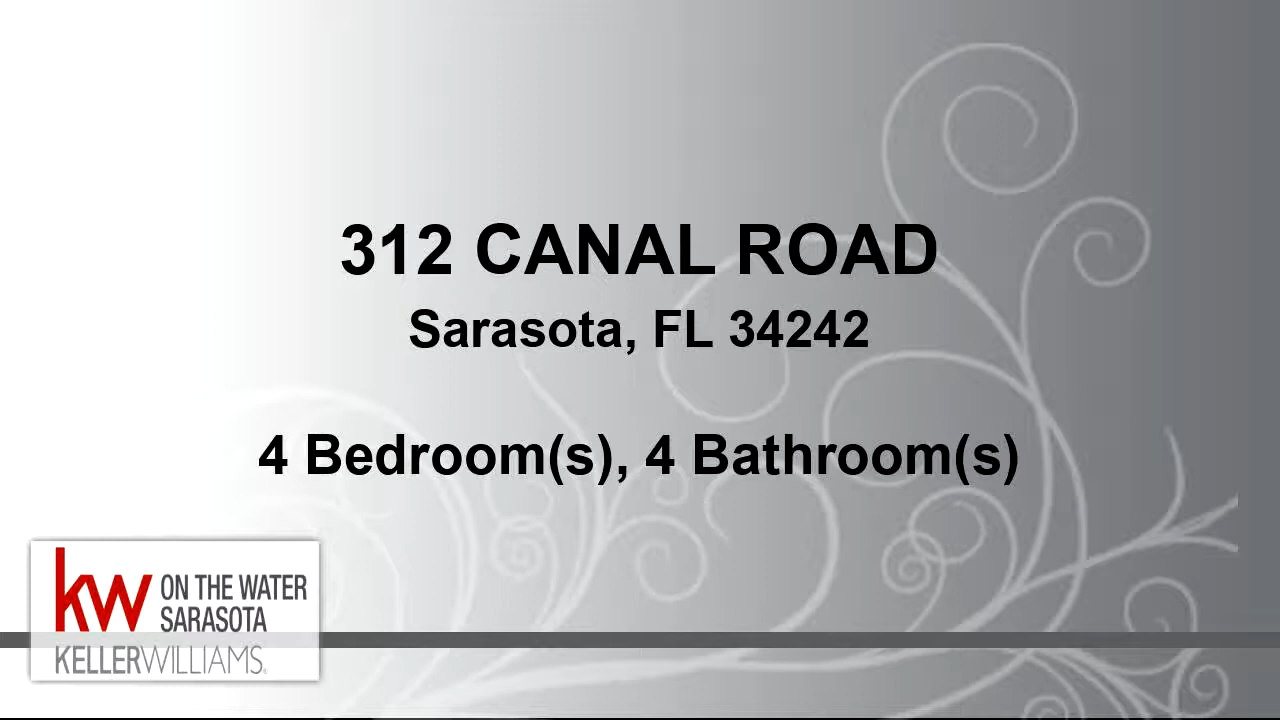 312 CANAL ROAD
Sarasota, FL 34242
4 Bedroom(s), 4 Bathroom(s)
kw ON THE WATER
SARASOTA
KELLERWILLIAMS.